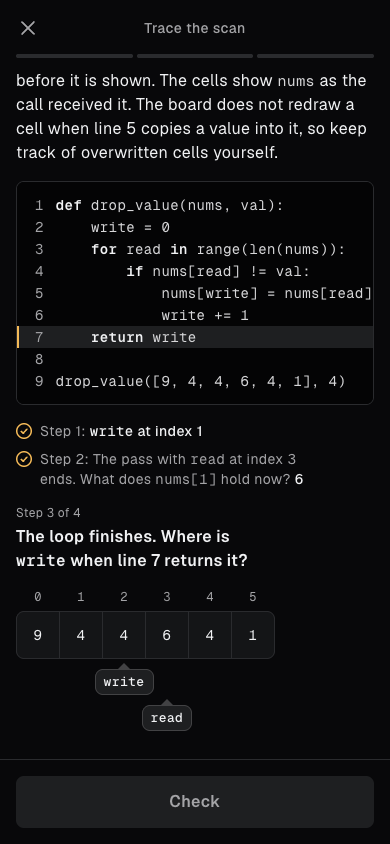 Trace the scan
before it is shown. The cells show nums as the
call received it. The board does not redraw a
cell when line 5 copies a value into it, so keep
track of overwritten cells yourself.
1 def drop_value(nums, val):
2     write = 0
3     for read in range(len(nums)):
4         if nums[read] != val:
5             nums[write] = nums[read]
6             write += 1
7     return write
8
9 drop_value([9, 4, 4, 6, 4, 1], 4)
Step 1: write at index 1
Step 2: The pass with read at index 3
ends. What does nums[1] hold now? 6
Step 3 of 4
The loop finishes. Where is
write when line 7 returns it?
0 1 2 3 4 5
9 4 4 6 4 1
write
read
Check